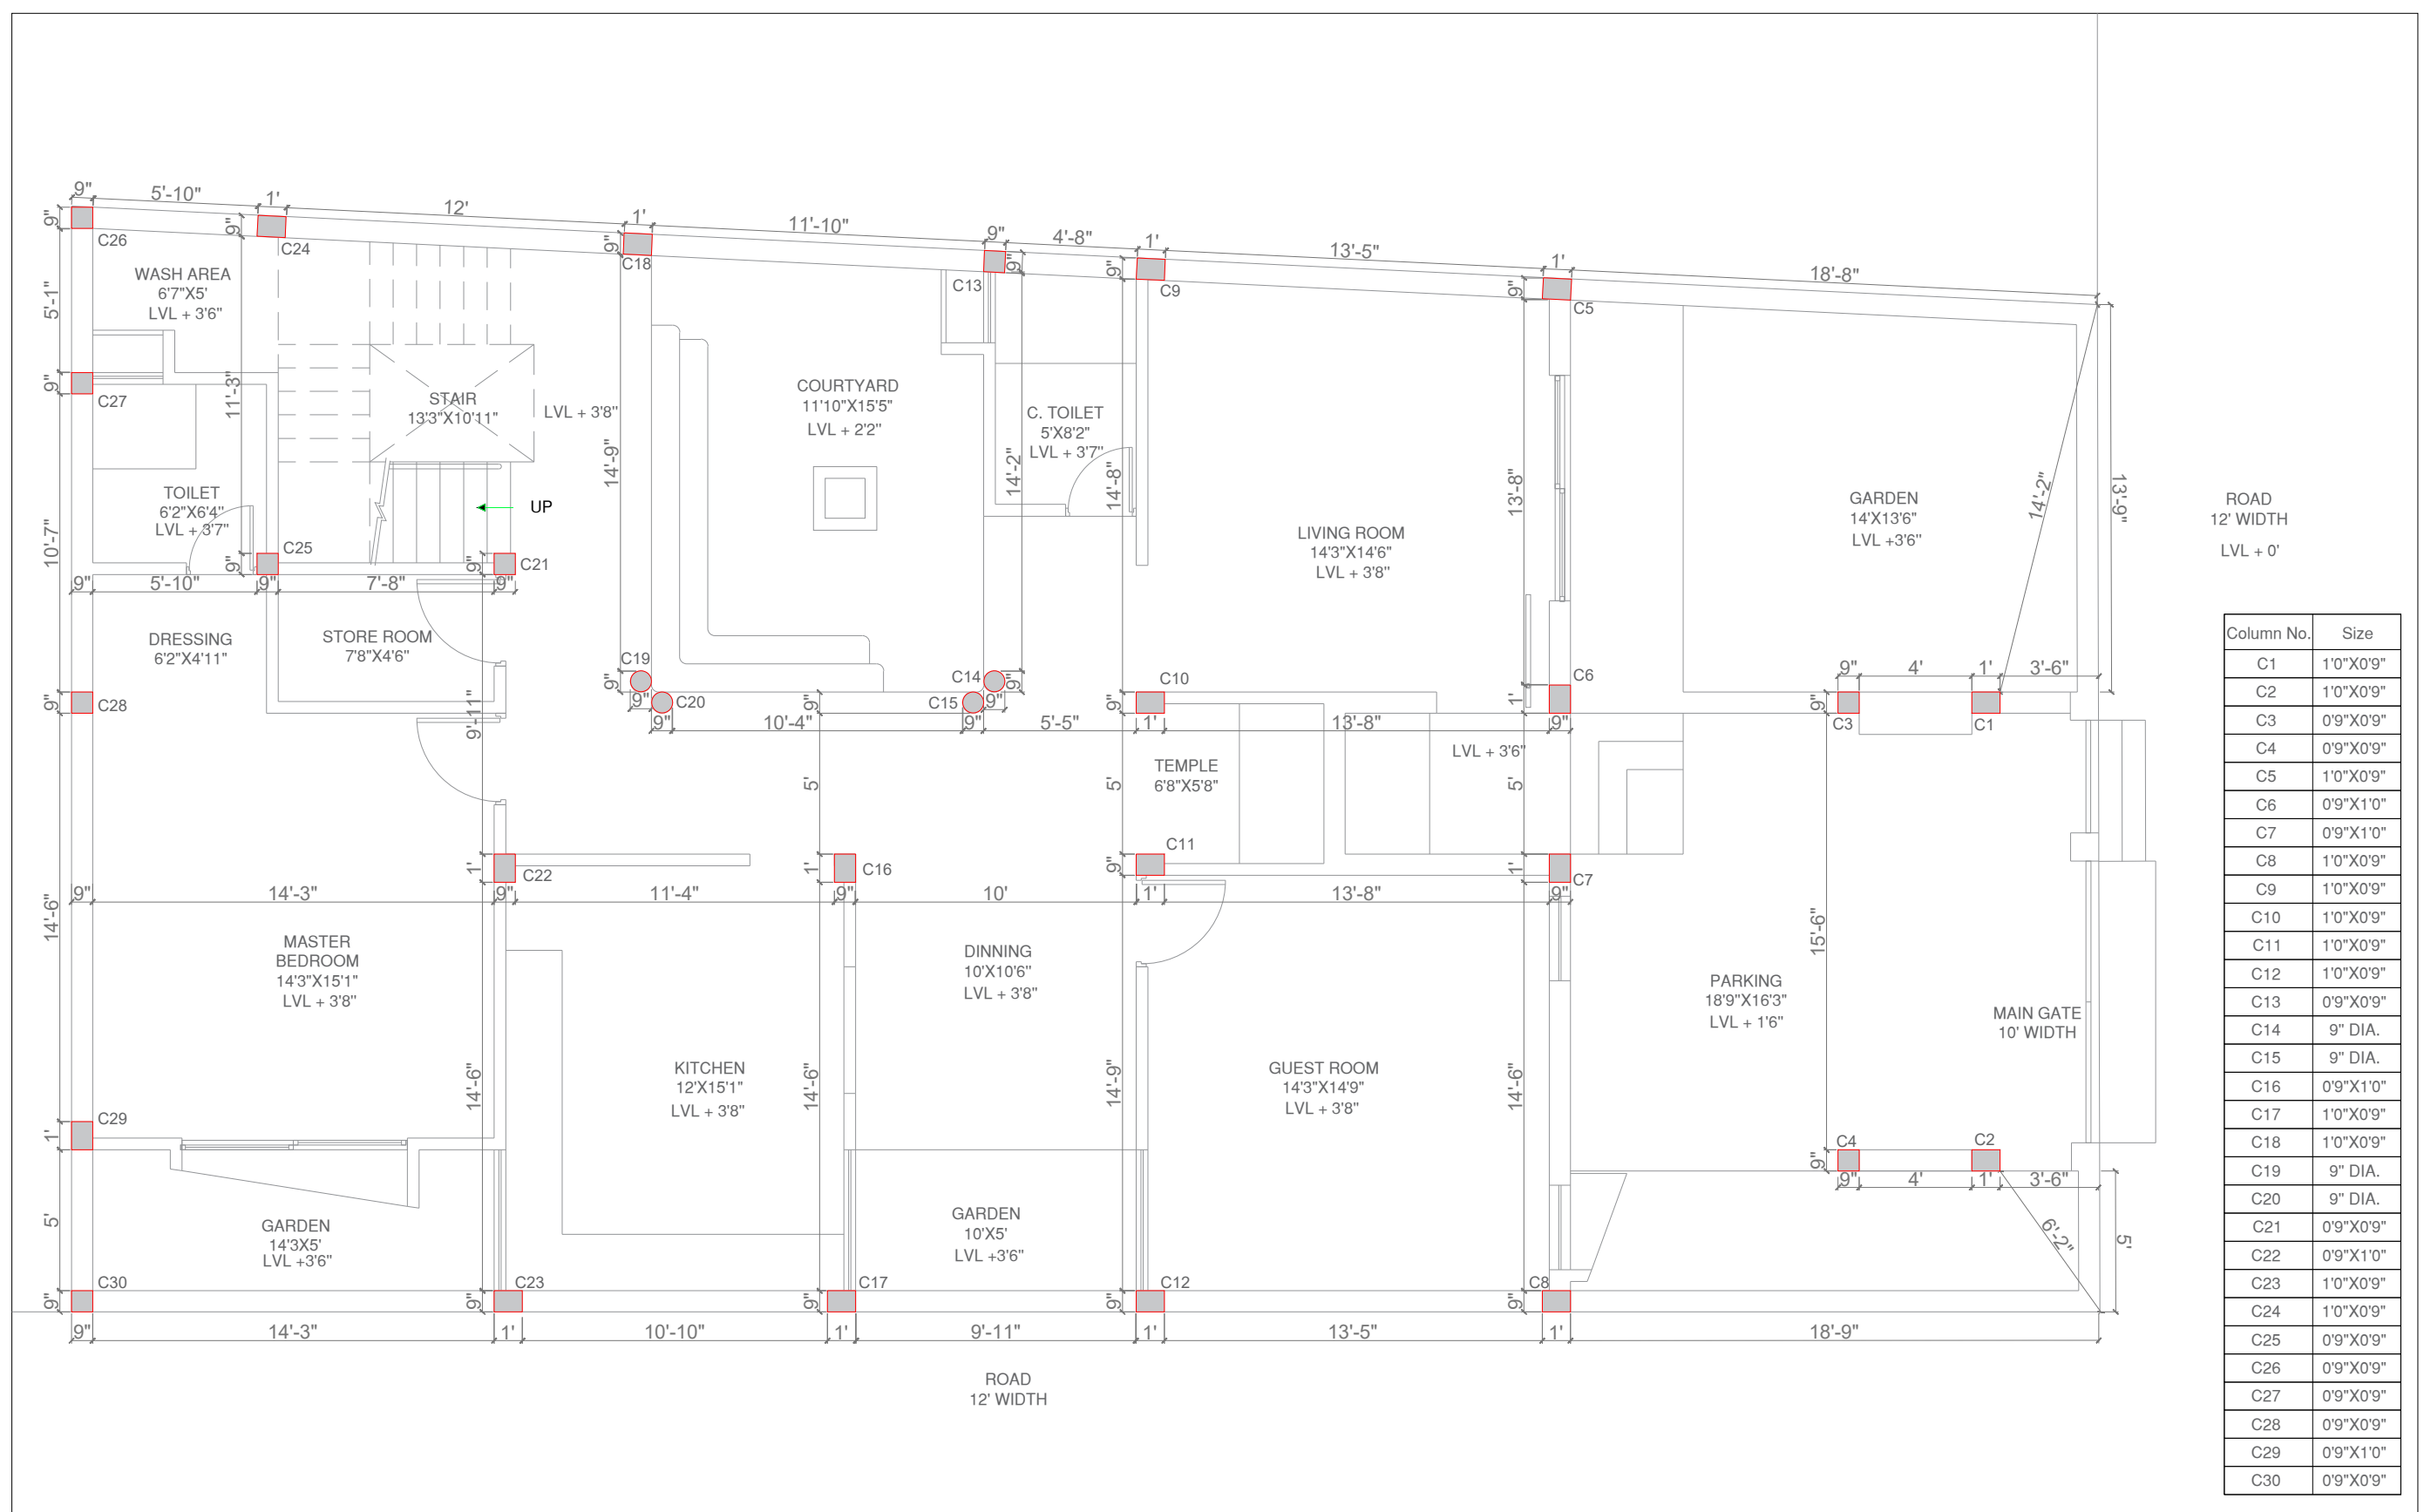 9" 5'-10" 1' 12' 1' 11'-10" 9" 4'-8" 1' 13'-5" 1' 18'-8"
9" C26 9" C24 9" C18 C13 9" 9" C9 9" C5
WASH AREA
6'7"X5'
LVL + 3'6"
5'-1"
9" C27
11'-3"
STAIR
13'3"X10'11"
LVL + 3'8"
14'-9"
COURTYARD
11'10"X15'5"
LVL + 2'2"
C. TOILET
5'X8'2"
LVL + 3'7"
14'-2"
14'-8"
13'-8"
LIVING ROOM
14'3"X14'6"
LVL + 3'8"
GARDEN
14'X13'6"
LVL +3'6"
14'-2"
13'-9"
ROAD
12' WIDTH
LVL + 0'
TOILET
6'2"X6'4"
LVL + 3'7"
10'-7"
UP
9" C25 9" C21
9" 5'-10" 9" 7'-8" 9"
DRESSING
6'2"X4'11"
STORE ROOM
7'8"X4'6"
9" C28
9'-11"
C19 9" 9" C20
C14 9" C15 9"
9" 10'-4" 9" 5'-5" 1' 13'-8" 9"
9"
9" C10
1' C6
9" 4' 1' 3'-6"
9" C3 C1
TEMPLE
6'8"X5'8"
LVL + 3'6"
5' 5' 5'
1' C22 1' C16 9" C11 1' C7
9" 14'-3" 9" 11'-4" 9" 10' 1' 13'-8" 9"
14'-6"
MASTER
BEDROOM
14'3"X15'1"
LVL + 3'8"
DINNING
10'X10'6"
LVL + 3'8"
15'-6"
PARKING
18'9"X16'3"
LVL + 1'6"
MAIN GATE
10' WIDTH
14'-6"
KITCHEN
12'X15'1"
LVL + 3'8"
14'-6"
14'-9"
GUEST ROOM
14'3"X14'9"
LVL + 3'8"
14'-6"
1' C29
9" C4 C2
9" 4' 1' 3'-6"
5'
GARDEN
14'3X5'
LVL +3'6"
GARDEN
10'X5'
LVL +3'6"
6'-2"
5'
9" C30 9" C23 9" C17 9" C12 9" C8
9" 14'-3" 1' 10'-10" 1' 9'-11" 1' 13'-5" 1' 18'-9"
ROAD
12' WIDTH
Column No. Size
C1 1'0"X0'9"
C2 1'0"X0'9"
C3 0'9"X0'9"
C4 0'9"X0'9"
C5 1'0"X0'9"
C6 0'9"X1'0"
C7 0'9"X1'0"
C8 1'0"X0'9"
C9 1'0"X0'9"
C10 1'0"X0'9"
C11 1'0"X0'9"
C12 1'0"X0'9"
C13 0'9"X0'9"
C14 9" DIA.
C15 9" DIA.
C16 0'9"X1'0"
C17 1'0"X0'9"
C18 1'0"X0'9"
C19 9" DIA.
C20 9" DIA.
C21 0'9"X0'9"
C22 0'9"X1'0"
C23 1'0"X0'9"
C24 1'0"X0'9"
C25 0'9"X0'9"
C26 0'9"X0'9"
C27 0'9"X0'9"
C28 0'9"X0'9"
C29 0'9"X1'0"
C30 0'9"X0'9"